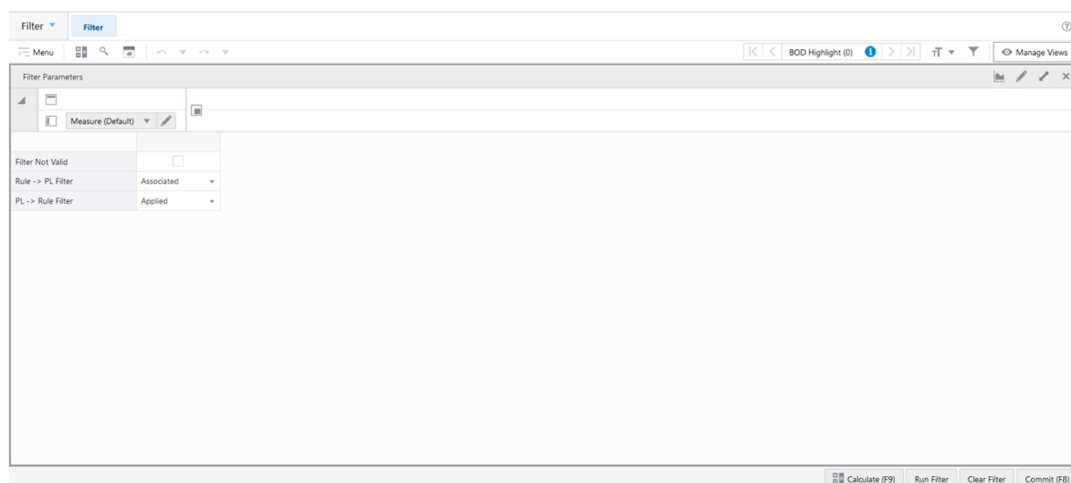 Filter Filter
Menu BOD Highlight (0) Manage Views
Filter Parameters
Measure (Default)
Filter Not Valid
Rule -> PL Filter Associated
PL -> Rule Filter Applied
Calculate (F9) Run Filter Clear Filter Commit (F8)